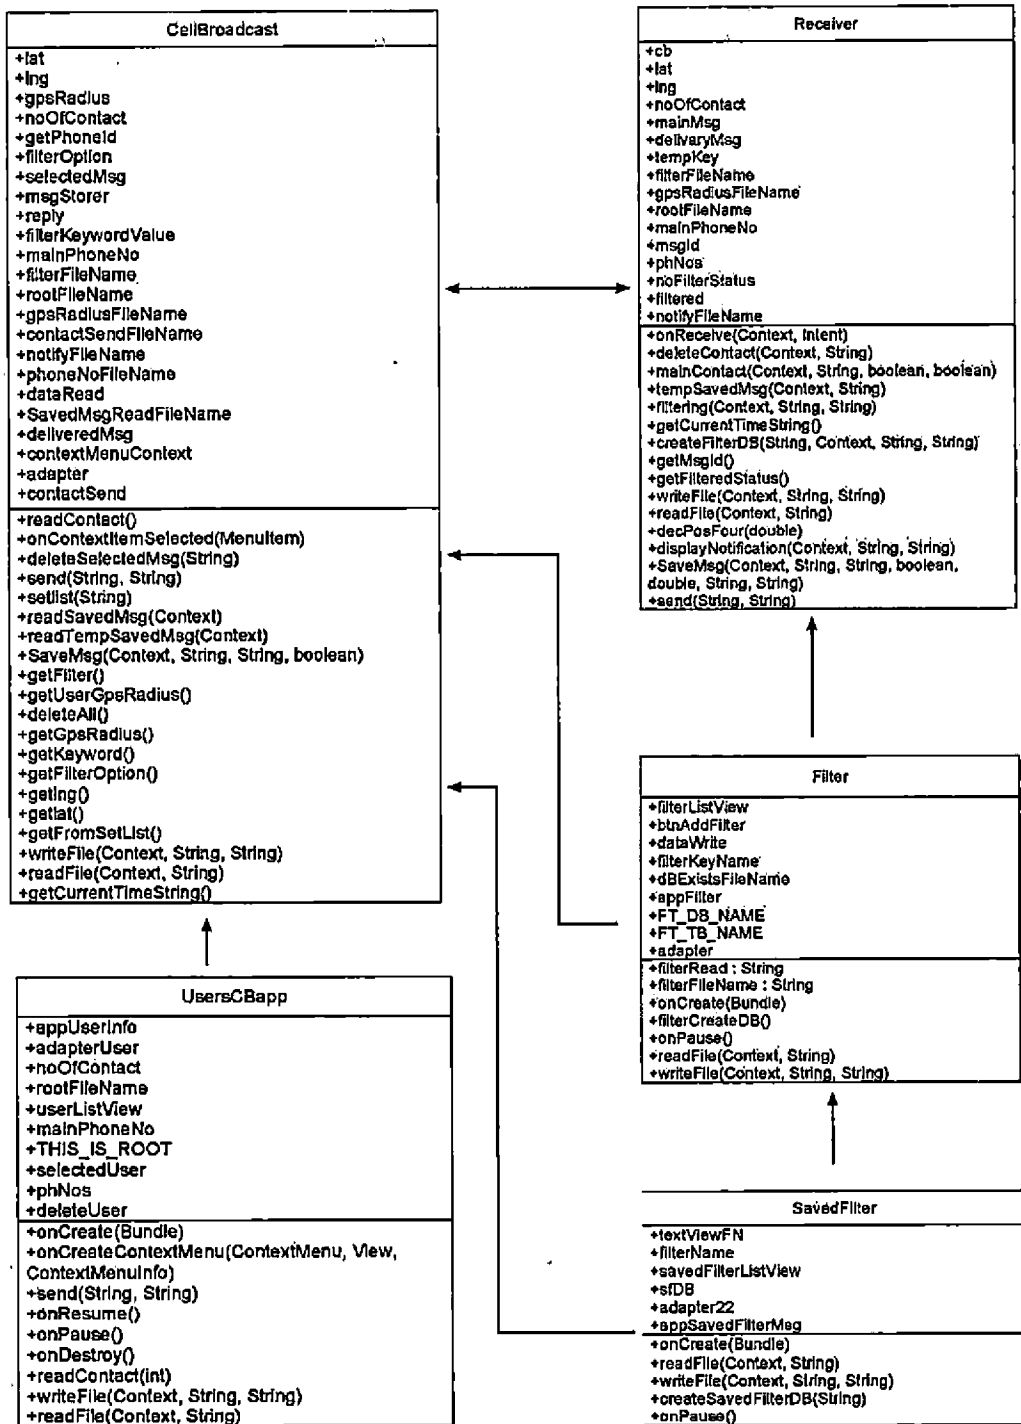 CellBroadcast
+lat
+lng
+gpsRadius
+noOfContact
+getPhoneId
+filterOption
+selectedMsg
+msgStorer
+reply
+filterKeywordValue
+mainPhoneNo
+filterFileName
+rootFileName
+gpsRadiusFileName
+contactSendFileName
+notifyFileName
+phoneNoFileName
+dataRead
+SavedMsgReadFileName
+deliveredMsg
+contextMenuContext
+adapter
+contactSend
+readContact()
+onContextItemSelected(MenuItem)
+deleteSelectedMsg(String)
+send(String, String)
+setlist(String)
+readSavedMsg(Context)
+readTempSavedMsg(Context)
+SaveMsg(Context, String, String, boolean)
+getFilter()
+getUserGpsRadius()
+deleteAll()
+getGpsRadius()
+getKeyword()
+getFilterOption()
+getlng()
+getlat()
+getFromSetList()
+writeFile(Context, String, String)
+readFile(Context, String)
+getCurrentTimeString()
UsersCBapp
+appUserInfo
+adapterUser
+noOfContact
+rootFileName
+userListView
+mainPhoneNo
+THIS_IS_ROOT
+selectedUser
+phNos
+deleteUser
+onCreate(Bundle)
+onCreateContextMenu(ContextMenu, View,
ContextMenuInfo)
+send(String, String)
+onResume()
+onPause()
+onDestroy()
+readContact(int)
+writeFile(Context, String, String)
+readFile(Context, String)
Receiver
+cb
+lat
+lng
+noOfContact
+mainMsg
+delivaryMsg
+tempKey
+filterFileName
+gpsRadiusFileName
+rootFileName
+mainPhoneNo
+msgId
+phNos
+noFilterStatus
+filtered
+notifyFileName
+onReceive(Context, Intent)
+deleteContact(Context, String)
+mainContact(Context, String, boolean, boolean)
+tempSavedMsg(Context, String)
+filtering(Context, String, String)
+getCurrentTimeString()
+createFilterDB(String, Context, String, String)
+getMsgId()
+getFilteredStatus()
+writeFile(Context, String, String)
+readFile(Context, String)
+decPosFour(double)
+displayNotification(Context, String, String)
+SaveMsg(Context, String, String, boolean,
double, String, String)
+send(String, String)
Filter
+filterListView
+btnAddFilter
+dataWrite
+filterKeyName
+dBExistsFileName
+appFilter
+FT_DB_NAME
+FT_TB_NAME
+adapter
+filterRead : String
+filterFileName : String
+onCreate(Bundle)
+filterCreateDB()
+onPause()
+readFile(Context, String)
+writeFile(Context, String, String)
SavedFilter
+textViewFN
+filterName
+savedFilterListView
+sfDB
+adapter22
+appSavedFilterMsg
+onCreate(Bundle)
+readFile(Context, String)
+writeFile(Context, String, String)
+createSavedFilterDB(String)
+onPause()